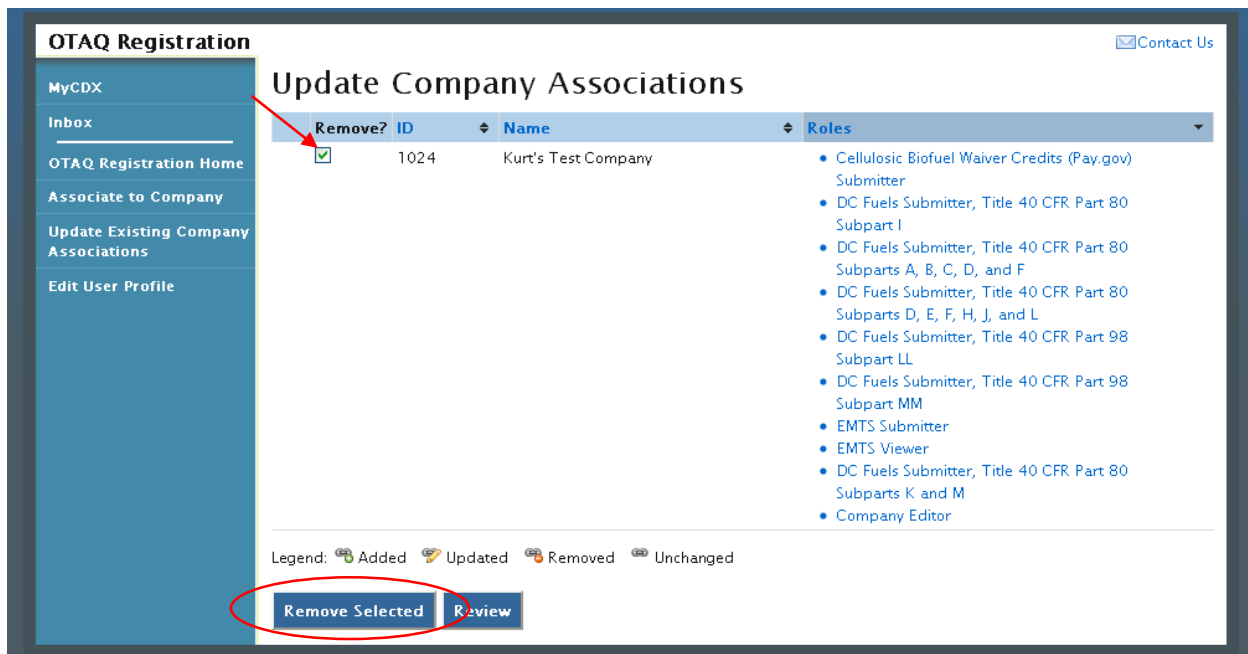 OTAQ Registration
Contact Us
MyCDX
Inbox
OTAQ Registration Home
Associate to Company
Update Existing Company
Associations
Edit User Profile
Update Company Associations
Remove? ID Name Roles
1024 Kurt's Test Company
Cellulosic Biofuel Waiver Credits (Pay.gov)
Submitter
DC Fuels Submitter, Title 40 CFR Part 80
Subpart I
DC Fuels Submitter, Title 40 CFR Part 80
Subparts A, B, C, D, and F
DC Fuels Submitter, Title 40 CFR Part 80
Subparts D, E, F, H, J, and L
DC Fuels Submitter, Title 40 CFR Part 98
Subpart LL
DC Fuels Submitter, Title 40 CFR Part 98
Subpart MM
EMTS Submitter
EMTS Viewer
DC Fuels Submitter, Title 40 CFR Part 80
Subparts K and M
Company Editor
Legend: Added Updated Removed Unchanged
Remove Selected Review